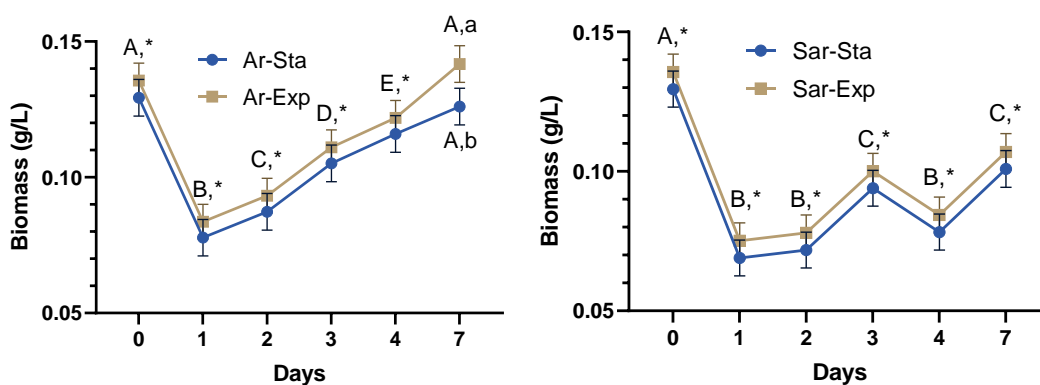 0.15
0.10
0.05
Biomass (g/L)
A,*
B,*
C,*
D,*
E,*
A,a
A,b
Ar-Sta
Ar-Exp
0 1 2 3 4 7
Days
0.15
0.10
0.05
Biomass (g/L)
A,*
B,*
B,*
C,*
B,*
C,*
Sar-Sta
Sar-Exp
0 1 2 3 4 7
Days